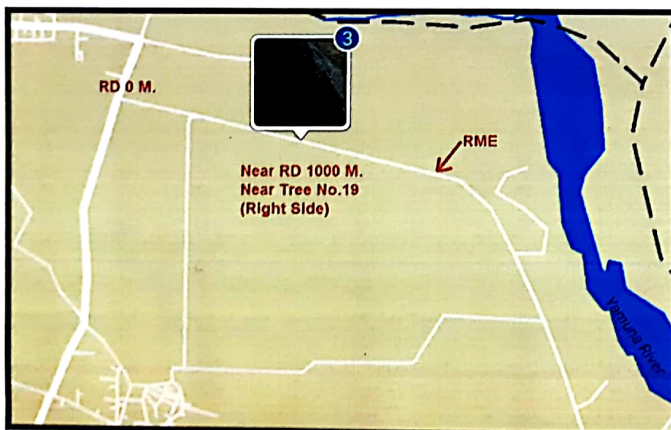 3
RD 0 M.
RME
Near RD 1000 M.
Near Tree No.19
(Right Side)
Yamuna River